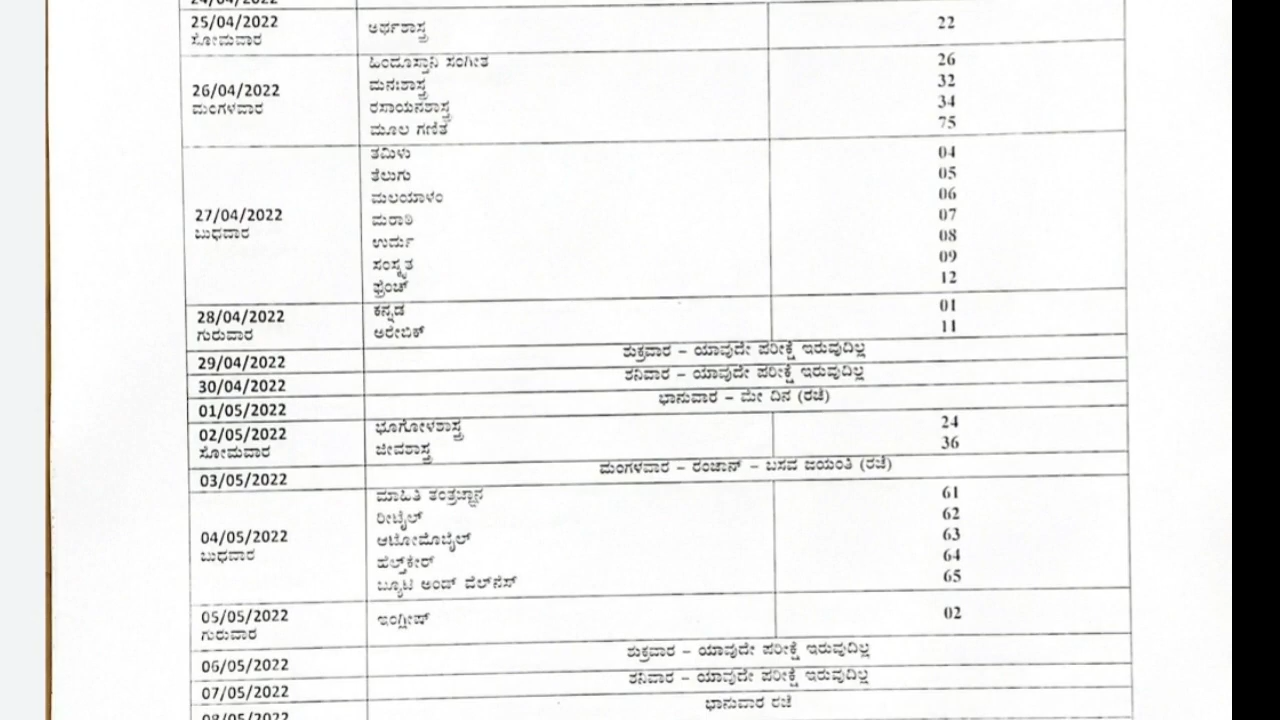 25/04/2022
ಸೋಮವಾರ
ಅರ್ಥಶಾಸ್ತ್ರ
22
26/04/2022
ಮಂಗಳವಾರ
ಹಿಂದೂಸ್ತಾನಿ ಸಂಗೀತ
26
ಮನಃಶಾಸ್ತ್ರ
32
ರಸಾಯನಶಾಸ್ತ್ರ
34
ಮೂಲ ಗಣಿತ
75
27/04/2022
ಬುಧವಾರ
ತಮಿಳು
04
ತೆಲುಗು
05
ಮಲಯಾಳಂ
06
ಮರಾಠಿ
07
ಉರ್ದು
08
ಸಂಸ್ಕೃತ
09
ಫ್ರೆಂಚ್
12
28/04/2022
ಗುರುವಾರ
ಕನ್ನಡ
01
ಅರೇಬಿಕ್
11
29/04/2022
ಶುಕ್ರವಾರ – ಯಾವುದೇ ಪರೀಕ್ಷೆ ಇರುವುದಿಲ್ಲ
30/04/2022
ಶನಿವಾರ – ಯಾವುದೇ ಪರೀಕ್ಷೆ ಇರುವುದಿಲ್ಲ
01/05/2022
ಭಾನುವಾರ – ಮೇ ದಿನ (ರಜೆ)
02/05/2022
ಸೋಮವಾರ
ಭೂಗೋಳಶಾಸ್ತ್ರ
24
ಜೀವಶಾಸ್ತ್ರ
36
03/05/2022
ಮಂಗಳವಾರ – ರಂಜಾನ್ – ಬಸವ ಜಯಂತಿ (ರಜೆ)
04/05/2022
ಬುಧವಾರ
ಮಾಹಿತಿ ತಂತ್ರಜ್ಞಾನ
61
ರೀಟೈಲ್
62
ಆಟೋಮೊಬೈಲ್
63
ಹೆಲ್ತ್‌ಕೇರ್
64
ಬ್ಯೂಟಿ ಅಂಡ್ ವೆಲ್‌ನೆಸ್
65
05/05/2022
ಗುರುವಾರ
ಇಂಗ್ಲೀಷ್
02
06/05/2022
ಶುಕ್ರವಾರ – ಯಾವುದೇ ಪರೀಕ್ಷೆ ಇರುವುದಿಲ್ಲ
07/05/2022
ಶನಿವಾರ – ಯಾವುದೇ ಪರೀಕ್ಷೆ ಇರುವುದಿಲ್ಲ
ಭಾನುವಾರ ರಜೆ